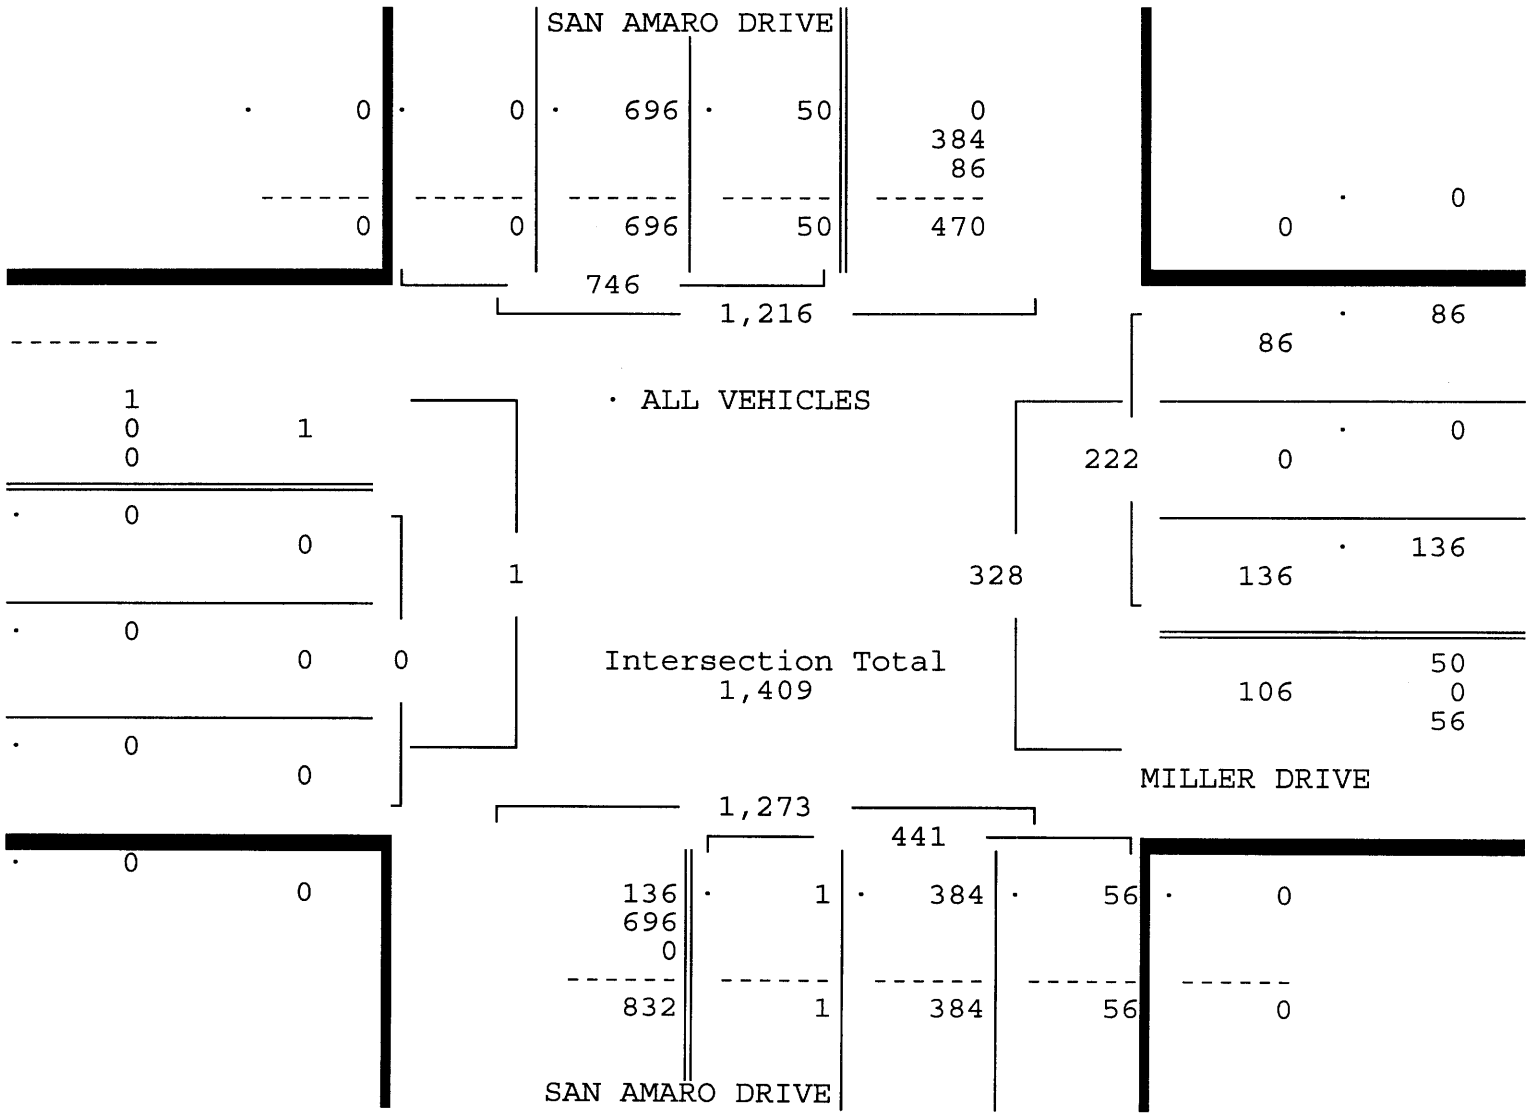 SAN AMARO DRIVE
· 0 · 0 · 696 · 50 0
384
86
------ ------ ------ ------ ------ · 0
0 0 696 50 470 0
746
1,216 · 86
-------- 86
1 · ALL VEHICLES
0 1 · 0
0 222 0
· 0
0 · 136
1 328 136
· 0
0 0 Intersection Total 50
1,409 106 0
56
· 0
0 MILLER DRIVE
1,273
441
· 0
0 136 · 1 · 384 · 56 · 0
696
0
------ ------ ------ ------ ------
832 1 384 56 0
SAN AMARO DRIVE